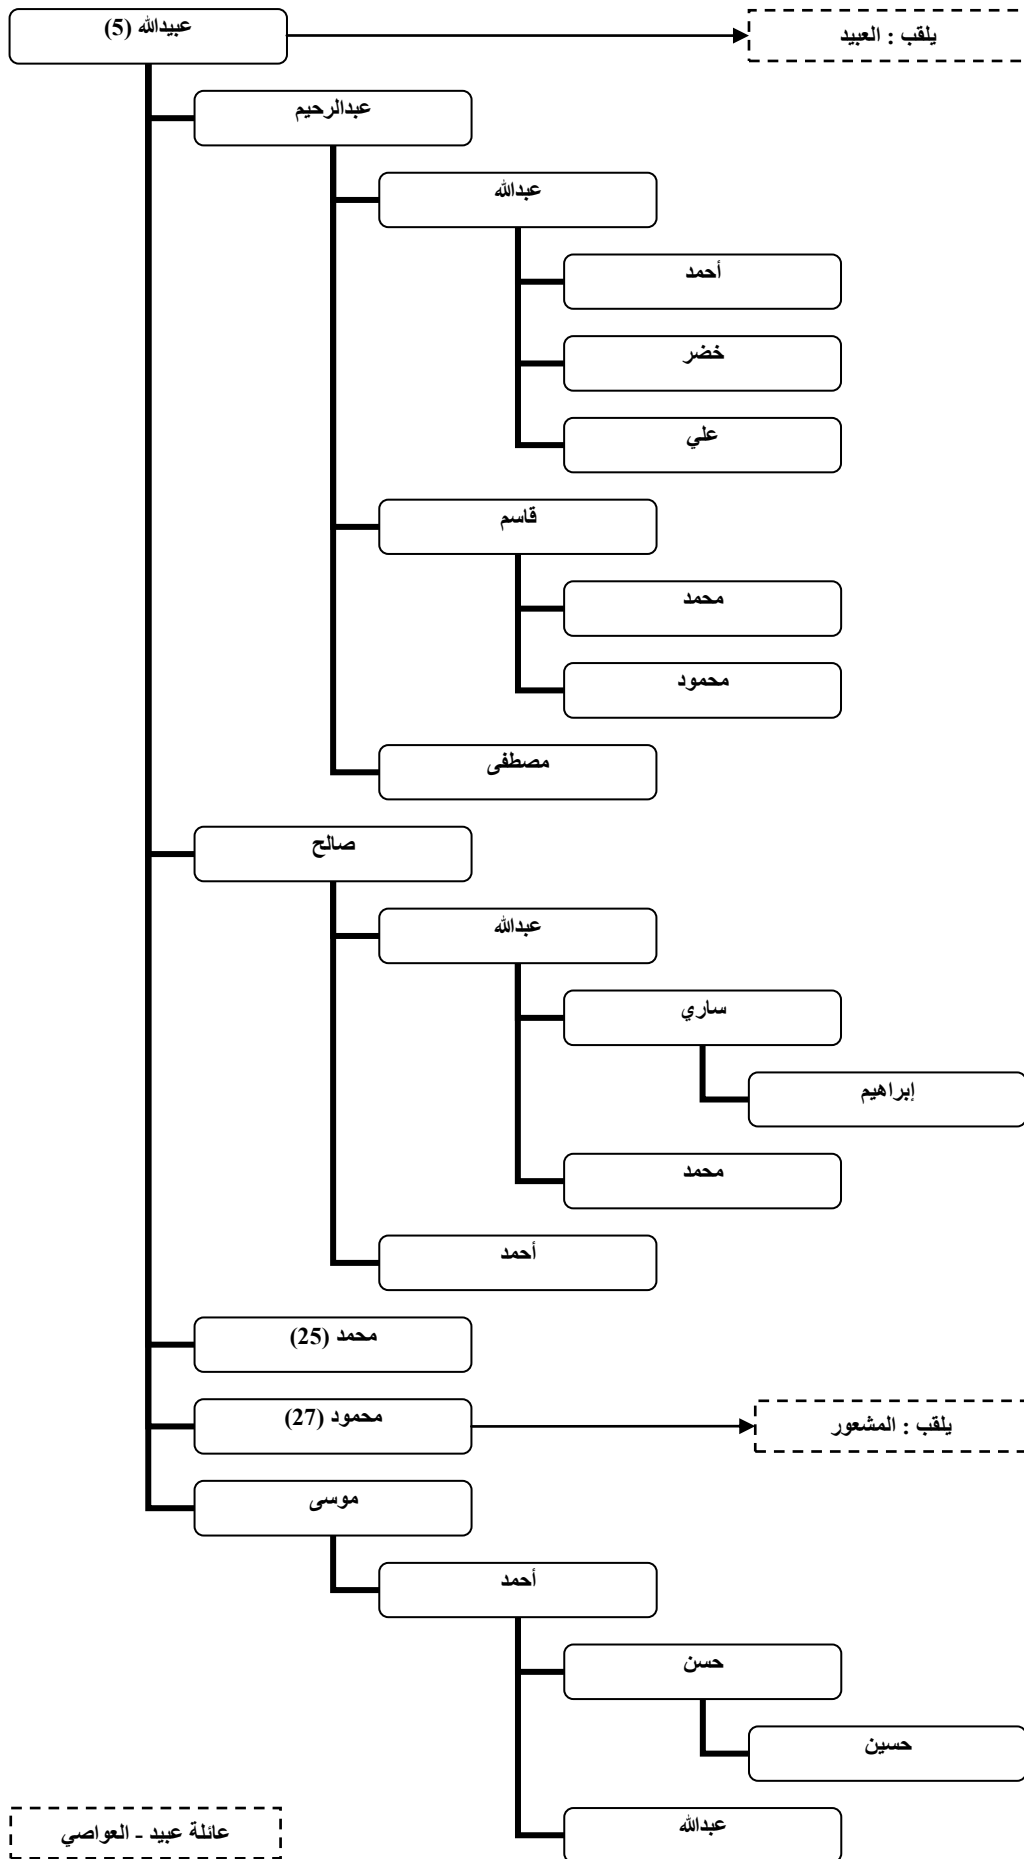 عبيدالله (5)
يلقب : العبيد
عبدالرحيم
عبدالله
أحمد
خضر
علي
قاسم
محمد
محمود
مصطفى
صالح
عبدالله
ساري
إبراهيم
محمد
أحمد
محمد (25)
محمود (27)
يلقب : المشعور
موسى
أحمد
حسن
حسين
عبدالله
عائلة عبيد - العواصي